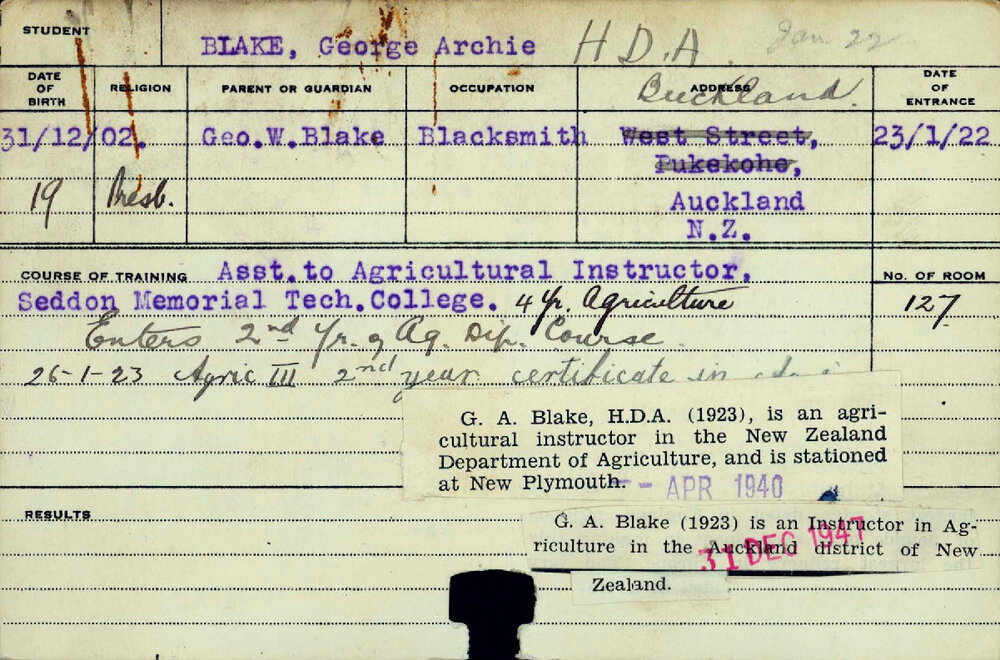 STUDENT
BLAKE, George Archie H.D.A. Jan 22
DATE OF BIRTH
RELIGION
PARENT OR GUARDIAN
OCCUPATION
ADDRESS
Buckland.
DATE OF ENTRANCE
31/12/02. Geo.W.Blake Blacksmith West Street, 23/1/22
Pukekohe,
19 Presb. Auckland
N.Z.
COURSE OF TRAINING Asst.to Agricultural Instructor, No. OF ROOM
Seddon Memorial Tech.College. 4 Yr. Agriculture 127
Enters 2nd Yr. of Ag. Dip. Course
26-1-23 Agric III 2nd year certificate in
G. A. Blake, H.D.A. (1923), is an agri-
cultural instructor in the New Zealand
Department of Agriculture, and is stationed
at New Plymouth. - APR 1940
RESULTS
G. A. Blake (1923) is an Instructor in Ag-
riculture in the Auckland district of New
31 DEC 1947
Zealand.